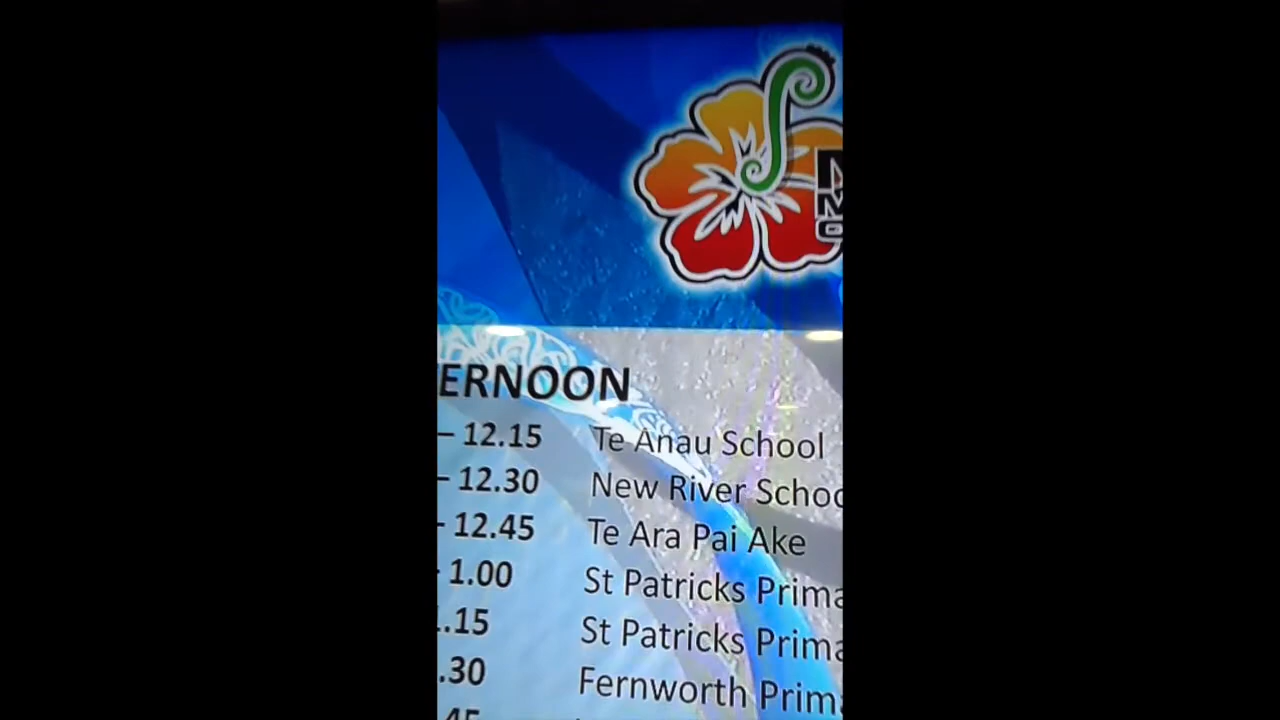 ERNOON
– 12.15 Te Anau School
– 12.30 New River Schoo
- 12.45 Te Ara Pai Ake
- 1.00 St Patricks Prima
.15 St Patricks Prima
.30 Fernworth Prim